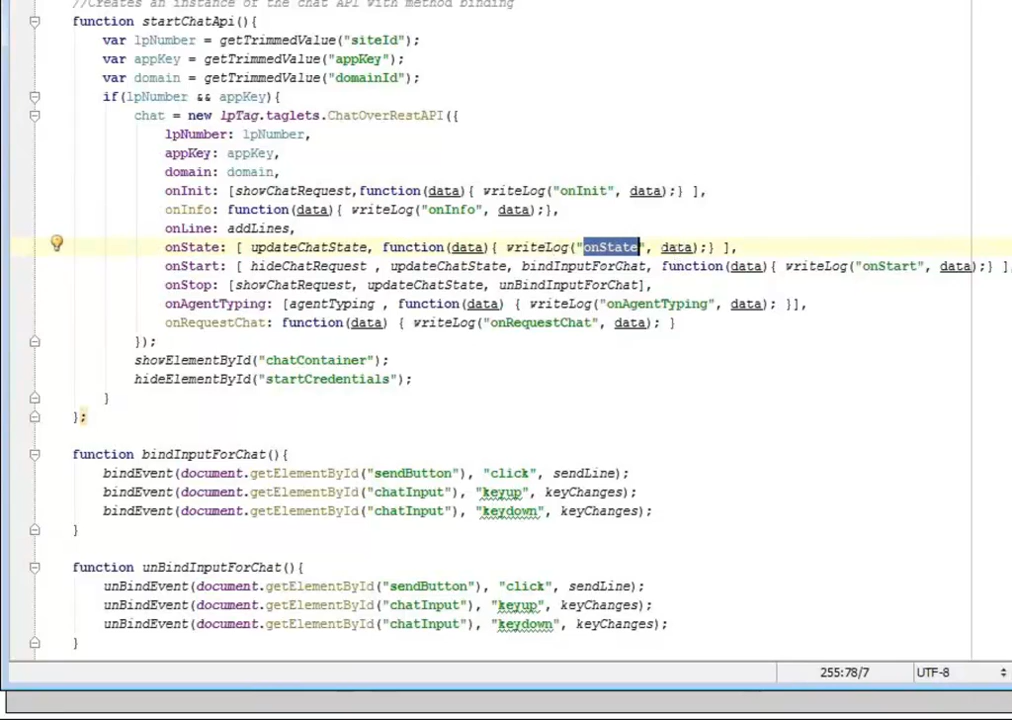 //Creates an instance of the chat API with method binding
function startChatApi(){
var lpNumber = getTrimmedValue("siteId");
var appKey = getTrimmedValue("appKey");
var domain = getTrimmedValue("domainId");
if(lpNumber && appKey){
chat = new lpTag.taglets.ChatOverRestAPI({
lpNumber: lpNumber,
appKey: appKey,
domain: domain,
onInit: [showChatRequest,function(data){ writeLog("onInit", data);} ],
onInfo: function(data){ writeLog("onInfo", data);},
onLine: addLines,
onState: [ updateChatState, function(data){ writeLog("onState", data);} ],
onStart: [ hideChatRequest , updateChatState, bindInputForChat, function(data){ writeLog("onStart", data);} ],
onStop: [showChatRequest, updateChatState, unBindInputForChat],
onAgentTyping: [agentTyping , function(data) { writeLog("onAgentTyping", data); }],
onRequestChat: function(data) { writeLog("onRequestChat", data); }
});
showElementById("chatContainer");
hideElementById("startCredentials");
}
};
function bindInputForChat(){
bindEvent(document.getElementById("sendButton"), "click", sendLine);
bindEvent(document.getElementById("chatInput"), "keyup", keyChanges);
bindEvent(document.getElementById("chatInput"), "keydown", keyChanges);
}
function unBindInputForChat(){
unBindEvent(document.getElementById("sendButton"), "click", sendLine);
unBindEvent(document.getElementById("chatInput"), "keyup", keyChanges);
unBindEvent(document.getElementById("chatInput"), "keydown", keyChanges);
}
255:78/7 UTF-8